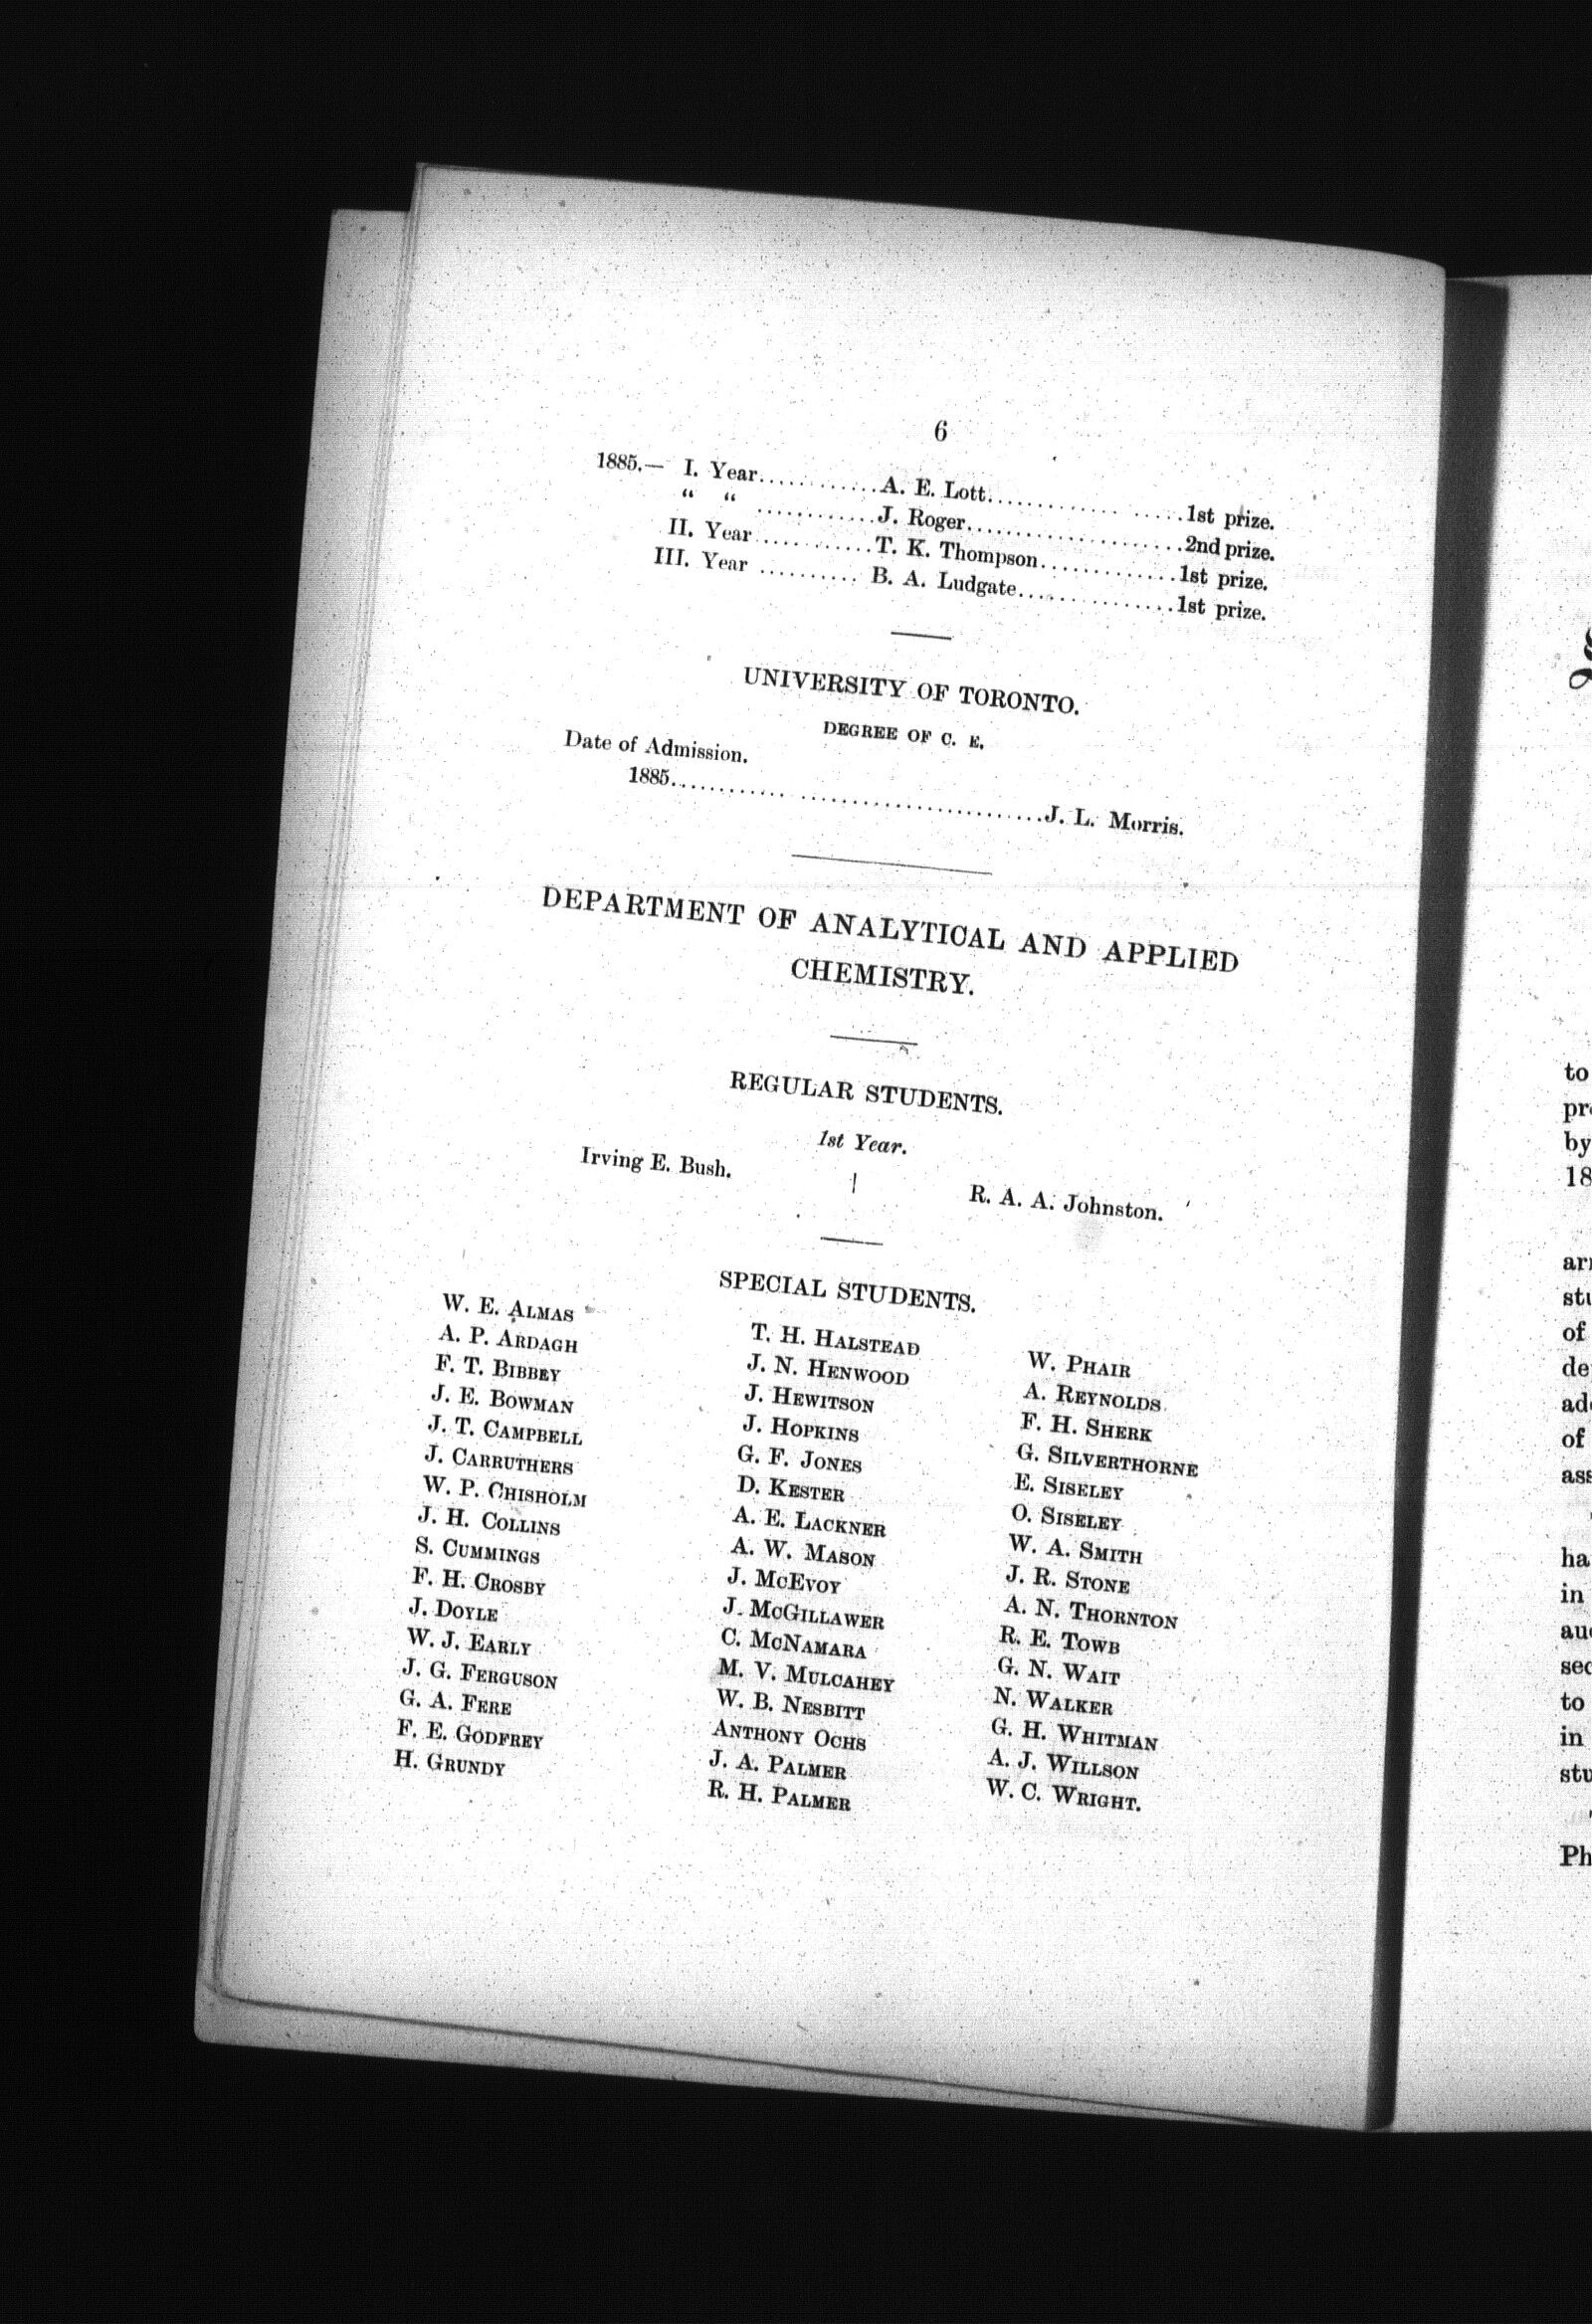 6
1885.— I. Year............A. E. Lott.....................1st prize.
“ “ ............J. Roger......................2nd prize.
II. Year............T. K. Thompson..............1st prize.
III. Year .......... B. A. Ludgate................1st prize.
UNIVERSITY OF TORONTO.
DEGREE OF C. E.
Date of Admission.
1885.....................................J. L. Morris.
DEPARTMENT OF ANALYTICAL AND APPLIED
CHEMISTRY.
REGULAR STUDENTS.
1st Year.
Irving E. Bush. | R. A. A. Johnston.
SPECIAL STUDENTS.
W. E. ALMAS
A. P. ARDAGH
F. T. BIBBEY
J. E. BOWMAN
J. T. CAMPBELL
J. CARRUTHERS
W. P. CHISHOLM
J. H. COLLINS
S. CUMMINGS
F. H. CROSBY
J. DOYLE
W. J. EARLY
J. G. FERGUSON
G. A. FERE
F. E. GODFREY
H. GRUNDY
T. H. HALSTEAD
J. N. HENWOOD
J. HEWITSON
J. HOPKINS
G. F. JONES
D. KESTER
A. E. LACKNER
A. W. MASON
J. McEVOY
J. McGILLAWER
C. McNAMARA
M. V. MULCAHEY
W. B. NESBITT
ANTHONY OCHS
J. A. PALMER
R. H. PALMER
W. PHAIR
A. REYNOLDS
F. H. SHERK
G. SILVERTHORNE
E. SISELEY
O. SISELEY
W. A. SMITH
J. R. STONE
A. N. THORNTON
R. E. TOWB
G. N. WAIT
N. WALKER
G. H. WHITMAN
A. J. WILLSON
W. C. WRIGHT.
to
by
18
of
of
in
to
in